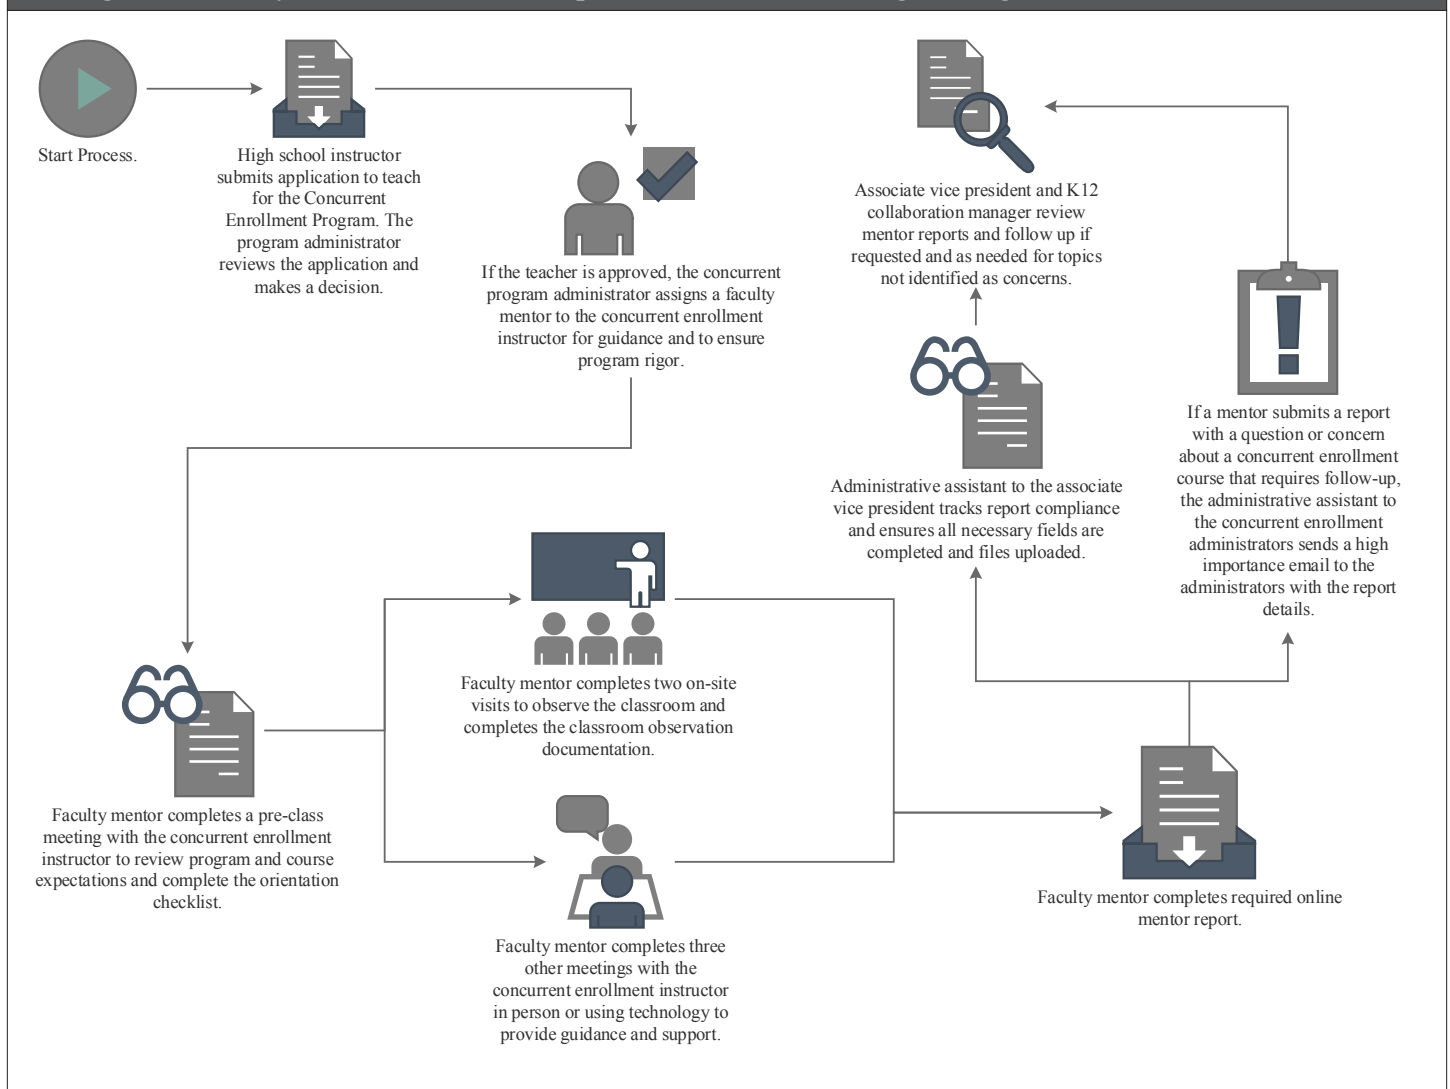 Start Process.
High school instructor
submits application to teach
for the Concurrent
Enrollment Program. The
program administrator
reviews the application and
makes a decision.
If the teacher is approved, the concurrent
program administrator assigns a faculty
mentor to the concurrent enrollment
instructor for guidance and to ensure
program rigor.
Faculty mentor completes a pre-class
meeting with the concurrent enrollment
instructor to review program and course
expectations and complete the orientation
checklist.
Faculty mentor completes two on-site
visits to observe the classroom and
completes the classroom observation
documentation.
Faculty mentor completes three
other meetings with the
concurrent enrollment instructor
in person or using technology to
provide guidance and support.
Faculty mentor completes required online
mentor report.
Administrative assistant to the associate
vice president tracks report compliance
and ensures all necessary fields are
completed and files uploaded.
If a mentor submits a report
with a question or concern
about a concurrent enrollment
course that requires follow-up,
the administrative assistant to
the concurrent enrollment
administrators sends a high
importance email to the
administrators with the report
details.
Associate vice president and K12
collaboration manager review
mentor reports and follow up if
requested and as needed for topics
not identified as concerns.